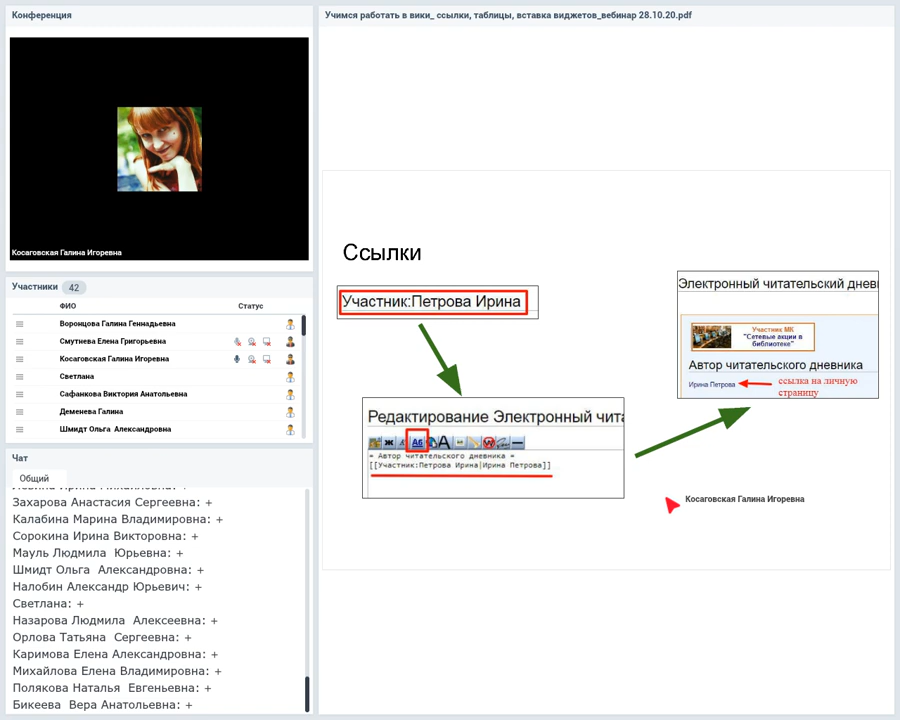 Конференция
Косаговская Галина Игоревна
Участники 42
ФИО Статус
Воронцова Галина Геннадьевна
Смутнева Елена Григорьевна
Косаговская Галина Игоревна
Светлана
Сафанкова Виктория Анатольевна
Деменева Галина
Шмидт Ольга Александровна
Чат
Общий
Захарова Анастасия Сергеевна: +
Калабина Марина Владимировна: +
Сорокина Ирина Викторовна: +
Мауль Людмила Юрьевна: +
Шмидт Ольга Александровна: +
Налобин Александр Юрьевич: +
Светлана: +
Назарова Людмила Алексеевна: +
Орлова Татьяна Сергеевна: +
Каримова Елена Александровна: +
Михайлова Елена Владимировна: +
Полякова Наталья Евгеньевна: +
Бикеева Вера Анатольевна: +
Учимся работать в вики_ ссылки, таблицы, вставка виджетов_вебинар 28.10.20.pdf
Ссылки
Участник:Петрова Ирина
Редактирование Электронный чита
Ж Аб А W
= Автор читательского дневника =
[[Участник:Петрова Ирина|Ирина Петрова]]
Электронный читательский днев
Участник МК
"Сетевые акции в
библиотеке"
Автор читательского дневника
Ирина Петрова
ссылка на личную
страницу
Косаговская Галина Игоревна